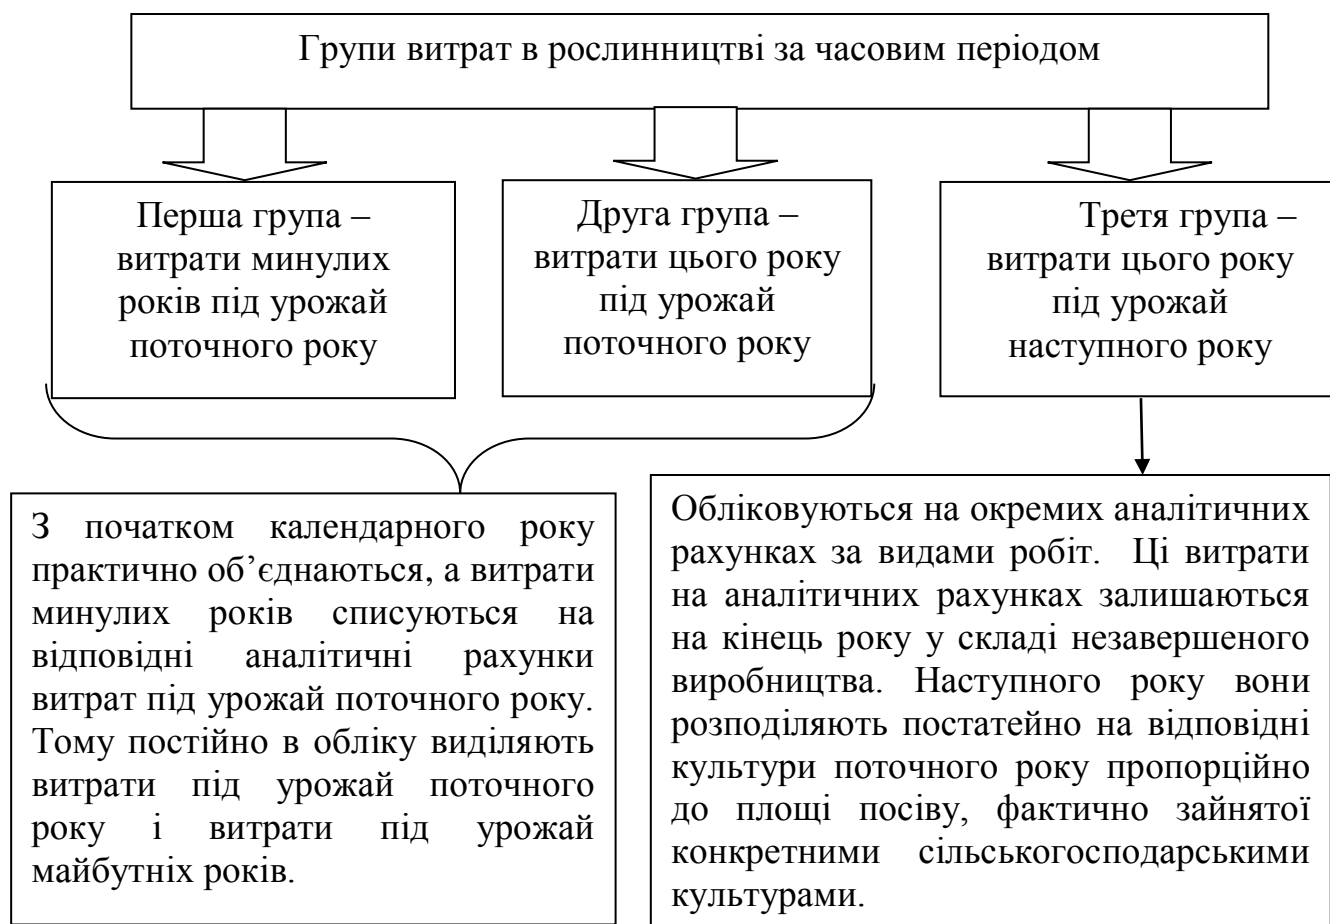 Групи витрат в рослинництві за часовим періодом
Перша група –
витрати минулих
років під урожай
поточного року
Друга група –
витрати цього року
під урожай
поточного року
Третя група –
витрати цього року
під урожай
наступного року
З початком календарного року
практично об’єднаються, а витрати
минулих років списуються на
відповідні аналітичні рахунки
витрат під урожай поточного року.
Тому постійно в обліку виділяють
витрати під урожай поточного
року і витрати під урожай
майбутніх років.
Обліковуються на окремих аналітичних
рахунках за видами робіт. Ці витрати
на аналітичних рахунках залишаються
на кінець року у складі незавершеного
виробництва. Наступного року вони
розподіляють постатейно на відповідні
культури поточного року пропорційно
до площі посіву, фактично зайнятої
конкретними сільськогосподарськими
культурами.